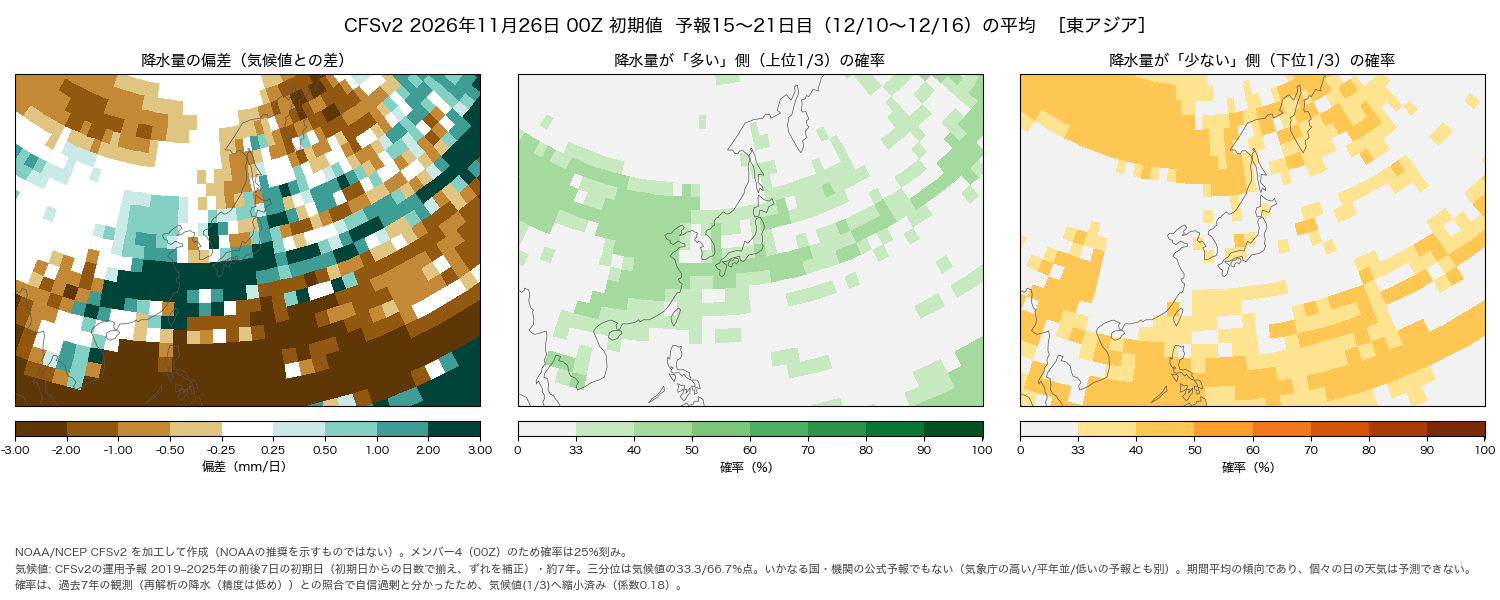 CFSv2 2026年11月26日 00Z 初期値  予報15〜21日目（12/10〜12/16）の平均  ［東アジア］
降水量の偏差（気候値との差）
降水量が「多い」側（上位1/3）の確率
降水量が「少ない」側（下位1/3）の確率
-3.00 -2.00 -1.00 -0.50 -0.25 0.25 0.50 1.00 2.00 3.00
偏差（mm/日）
0 33 40 50 60 70 80 90 100
確率（%）
0 33 40 50 60 70 80 90 100
確率（%）
NOAA/NCEP CFSv2 を加工して作成（NOAAの推奨を示すものではない）。メンバー4（00Z）のため確率は25%刻み。
気候値: CFSv2の運用予報 2019–2025年の前後7日の初期日（初期日からの日数で揃え、ずれを補正）・約7年。三分位は気候値の33.3/66.7%点。いかなる国・機関の公式予報でもない（気象庁の高い/平年並/低いの予報とも別）。期間平均の傾向であり、個々の日の天気は予測できない。
確率は、過去7年の観測（再解析の降水（精度は低め））との照合で自信過剰と分かったため、気候値(1/3)へ縮小済み（係数0.18）。